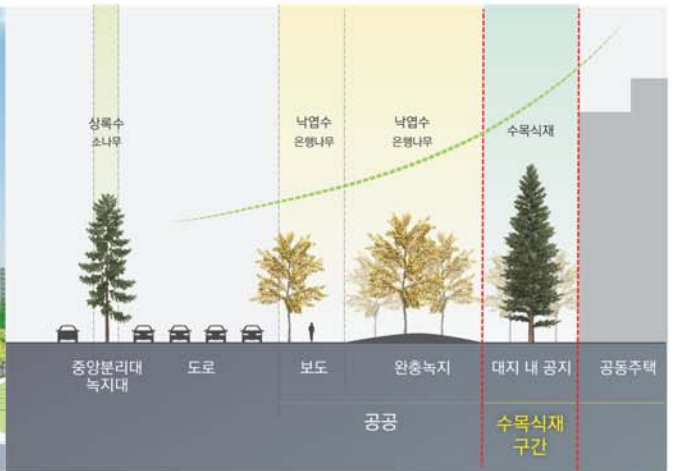 상록수
소나무
낙엽수
은행나무
낙엽수
은행나무
수목식재
중앙분리대
녹지대
도로
보도
완충녹지
대지 내 공지
공동주택
공공
수목식재
구간